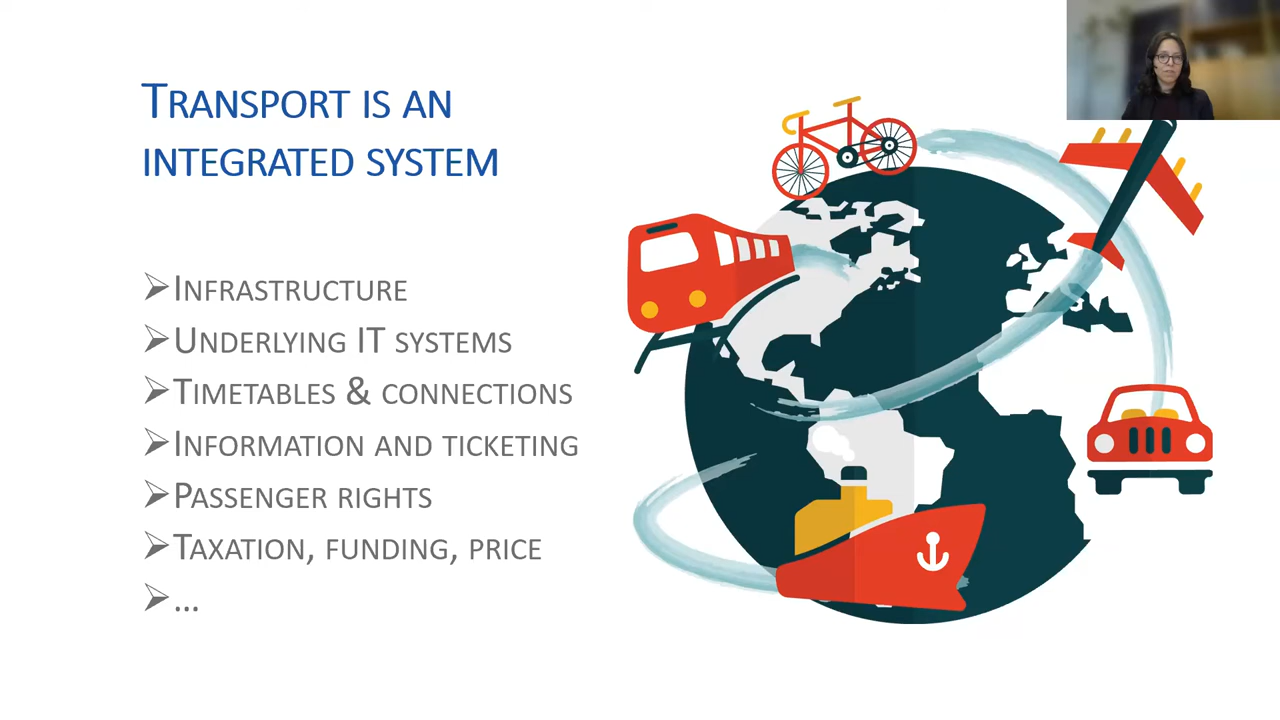 Transport is an
integrated system
Infrastructure
Underlying IT systems
Timetables & connections
Information and ticketing
Passenger rights
Taxation, funding, price
...